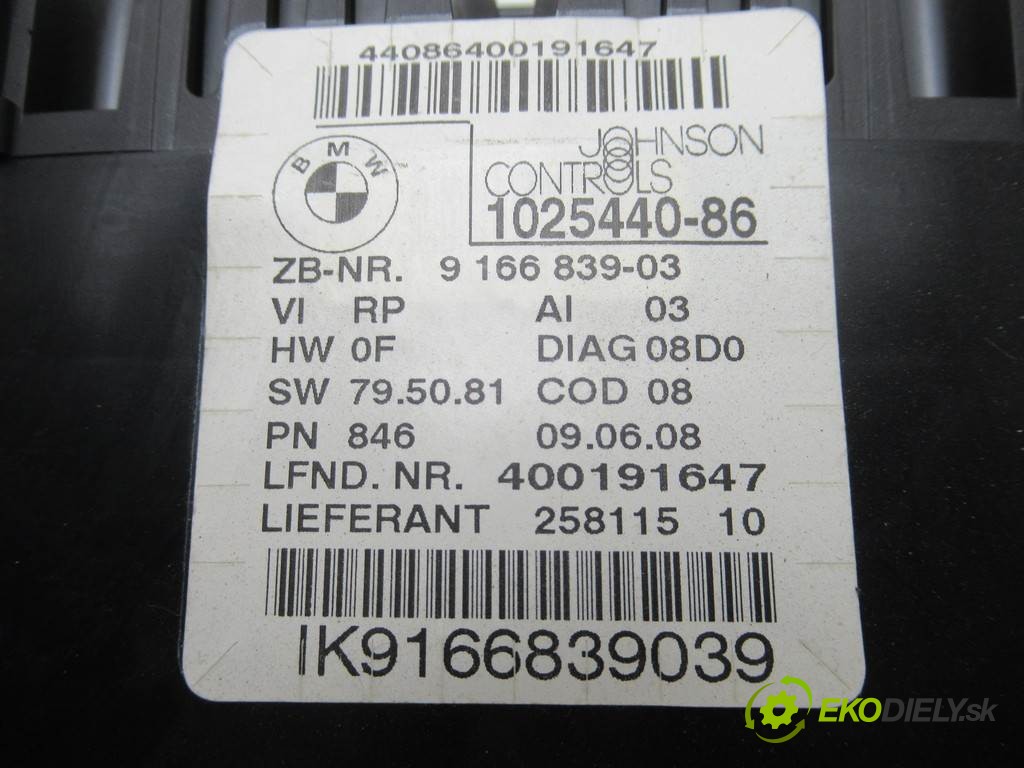 44086400191647
BMW
JOHNSON
CONTROLS
1025440-86
ZB-NR. 9 166 839-03
VI RP AI 03
HW 0F DIAG 08D0
SW 79.50.81 COD 08
PN 846 09.06.08
LFND. NR. 400191647
LIEFERANT 258115 10
IK9166839039
EKODIELY.sk